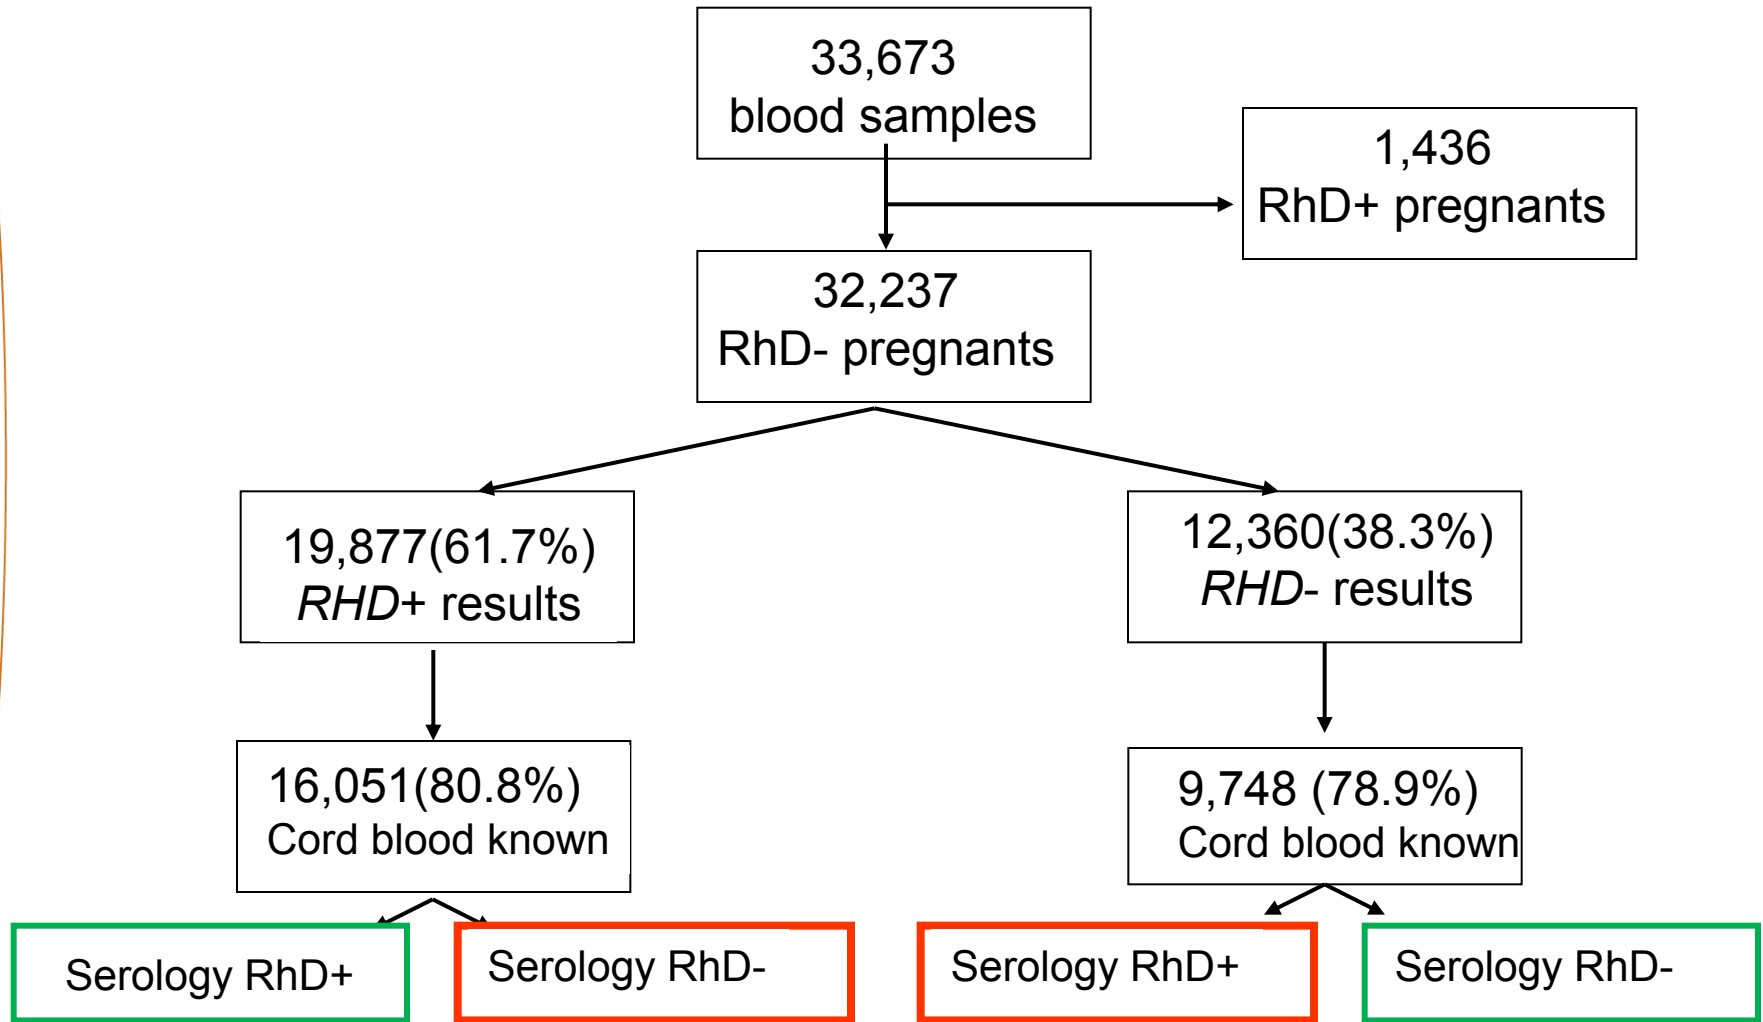 33,673
blood samples
1,436
RhD+ pregnants
32,237
RhD- pregnants
19,877(61.7%)
RHD+ results
12,360(38.3%)
RHD- results
16,051(80.8%)
Cord blood known
9,748 (78.9%)
Cord blood known
Serology RhD+
Serology RhD-
Serology RhD+
Serology RhD-